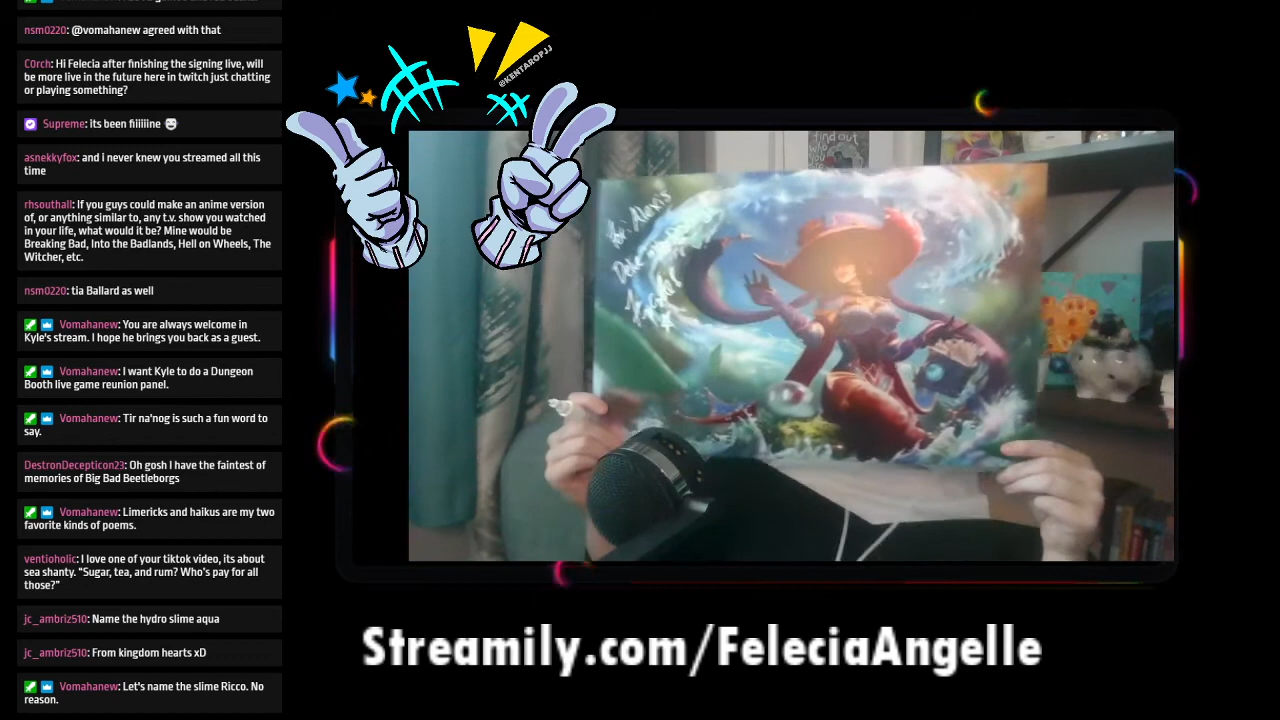 nsm0220: @vomahanew agreed with that
C0rch: Hi Felecia after finishing the signing live, will
be more live in the future here in twitch just chatting
or playing something?
Supreme: its been fiiiiiine
asnekkyfox: and i never knew you streamed all this
time
rhsouthall: If you guys could make an anime version
of, or anything similar to, any t.v. show you watched
in your life, what would it be? Mine would be
Breaking Bad, Into the Badlands, Hell on Wheels, The
Witcher, etc.
nsm0220: tia Ballard as well
Vomahanew: You are always welcome in
Kyle's stream. I hope he brings you back as a guest.
Vomahanew: I want Kyle to do a Dungeon
Booth live game reunion panel.
Vomahanew: Tir na'nog is such a fun word to
say.
DestronDecepticon23: Oh gosh I have the faintest of
memories of Big Bad Beetleborgs
Vomahanew: Limericks and haikus are my two
favorite kinds of poems.
ventioholic: I love one of your tiktok video, its about
sea shanty. "Sugar, tea, and rum? Who's pay for all
those?"
jc_ambriz510: Name the hydro slime aqua
jc_ambriz510: From kingdom hearts xD
Vomahanew: Let's name the slime Ricco. No
reason.
@KENTAROPJJ
find out
who
you
Alexis
Streamily.com/FeleciaAngelle